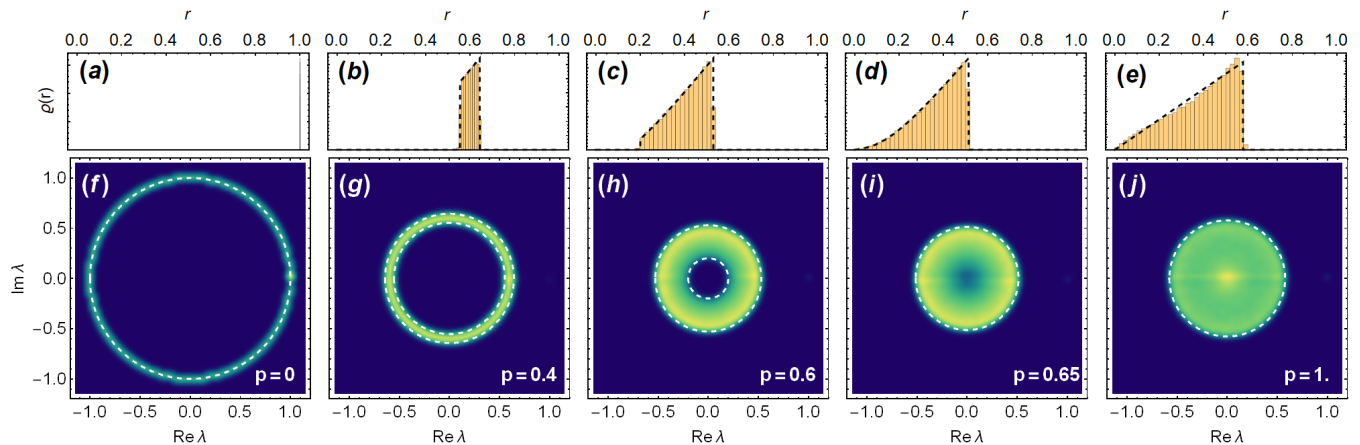 r r r r r
0.0 0.2 0.4 0.6 0.8 1.0 0.0 0.2 0.4 0.6 0.8 1.0 0.0 0.2 0.4 0.6 0.8 1.0 0.0 0.2 0.4 0.6 0.8 1.0 0.0 0.2 0.4 0.6 0.8 1.0
ϱ(r) (a) (b) (c) (d) (e)
(f) (g) (h) (i) (j)
1.0
0.5
Im λ 0.0
−0.5
−1.0
p=0 p=0.4 p=0.6 p=0.65 p=1.
−1.0 −0.5 0.0 0.5 1.0 −1.0 −0.5 0.0 0.5 1.0 −1.0 −0.5 0.0 0.5 1.0 −1.0 −0.5 0.0 0.5 1.0 −1.0 −0.5 0.0 0.5 1.0
Re λ Re λ Re λ Re λ Re λ